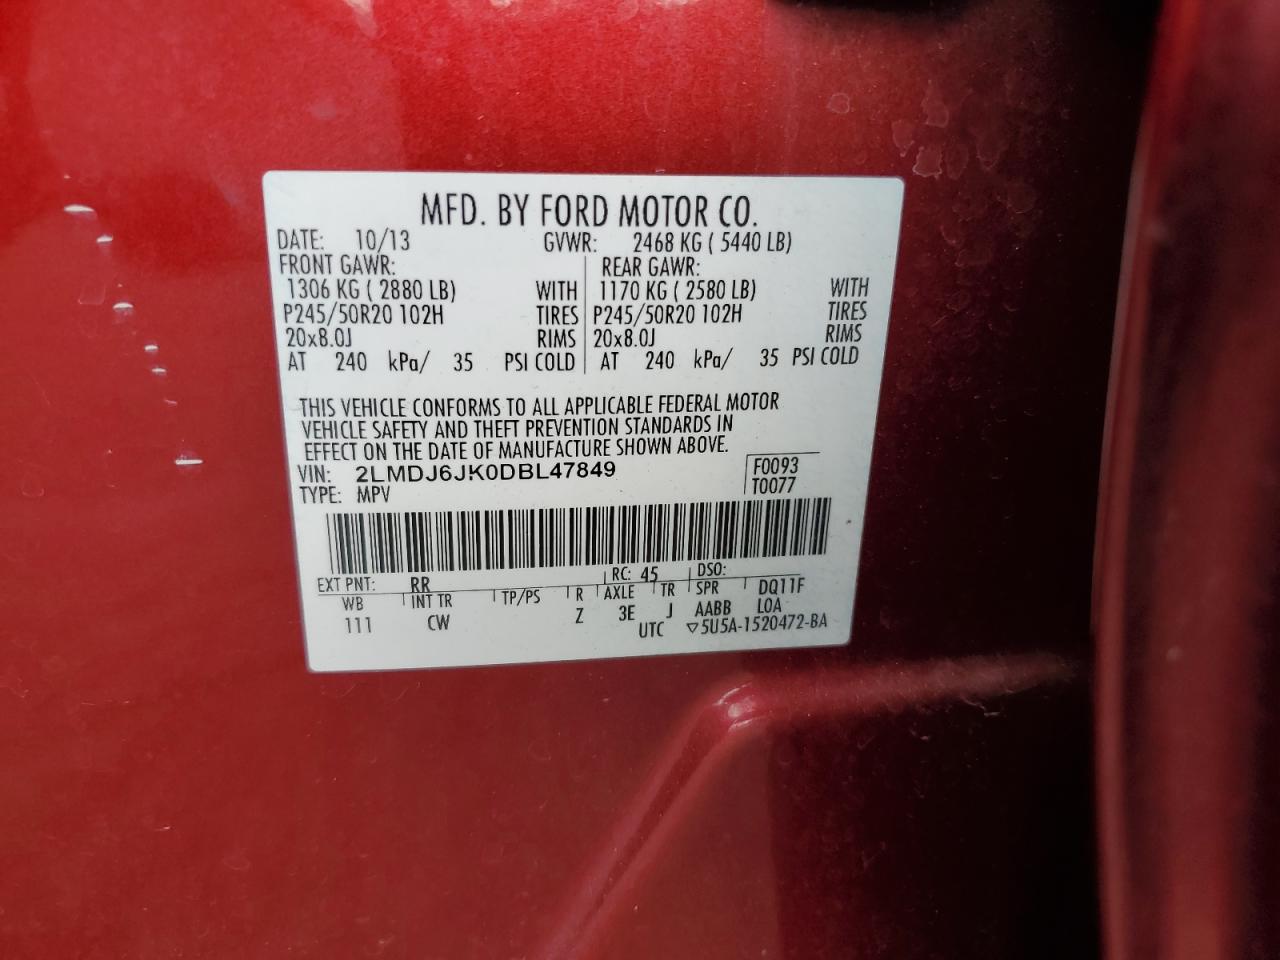 MFD. BY FORD MOTOR CO.
DATE: 10/13 GVWR: 2468 KG ( 5440 LB)
FRONT GAWR: REAR GAWR:
1306 KG ( 2880 LB) WITH 1170 KG ( 2580 LB) WITH
P245/50R20 102H TIRES P245/50R20 102H TIRES
20x8.0J RIMS 20x8.0J RIMS
AT 240 kPa/ 35 PSI COLD AT 240 kPa/ 35 PSI COLD
THIS VEHICLE CONFORMS TO ALL APPLICABLE FEDERAL MOTOR
VEHICLE SAFETY AND THEFT PREVENTION STANDARDS IN
EFFECT ON THE DATE OF MANUFACTURE SHOWN ABOVE.
VIN: 2LMDJ6JK0DBL47849 F0093
TYPE: MPV T0077
EXT PNT: RR RC: 45 DSO:
WB INT TR TP/PS R AXLE TR SPR DQ11F
111 CW Z 3E J AABB LOA
UTC ▽5U5A-1520472-BA